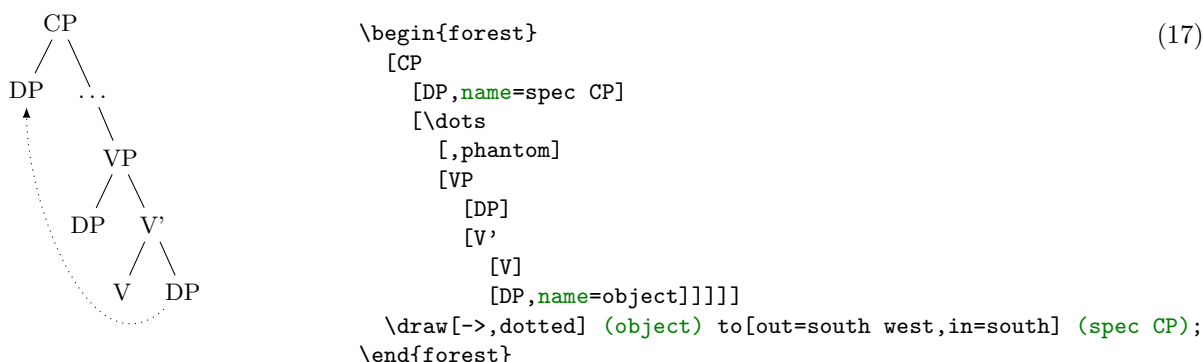 CP
DP ...
VP
DP V'
V DP
\begin{forest} (17)
[CP
[DP,name=spec CP]
[\dots
[,phantom]
[VP
[DP]
[V'
[V]
[DP,name=object]]]]]
\draw[->,dotted] (object) to[out=south west,in=south] (spec CP);
\end{forest}